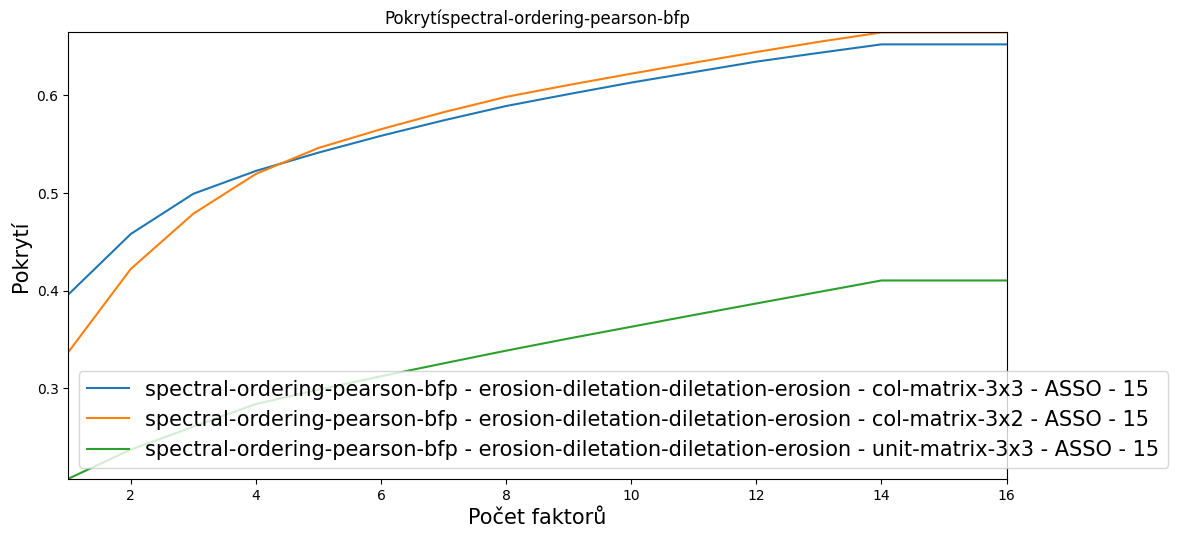 Pokrytíspectral-ordering-pearson-bfp
Pokrytí
0.6
0.5
0.4
0.3
spectral-ordering-pearson-bfp - erosion-diletation-diletation-erosion - col-matrix-3x3 - ASSO - 15
spectral-ordering-pearson-bfp - erosion-diletation-diletation-erosion - col-matrix-3x2 - ASSO - 15
spectral-ordering-pearson-bfp - erosion-diletation-diletation-erosion - unit-matrix-3x3 - ASSO - 15
2 4 6 8 10 12 14 16
Počet faktorů